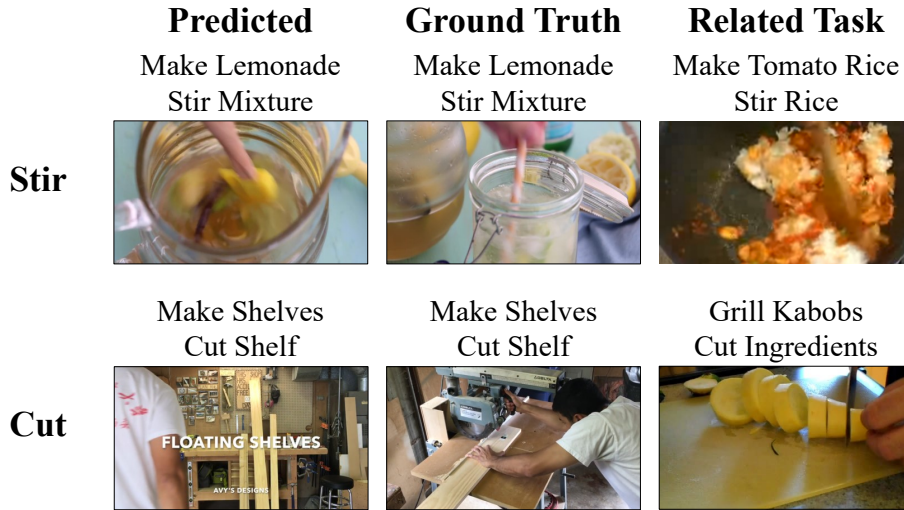 Predicted
Ground Truth
Related Task
Make Lemonade
Stir Mixture
Make Lemonade
Stir Mixture
Make Tomato Rice
Stir Rice
Stir
Make Shelves
Cut Shelf
Make Shelves
Cut Shelf
Grill Kabobs
Cut Ingredients
Cut
FLOATING SHELVES
AVY'S DESIGNS